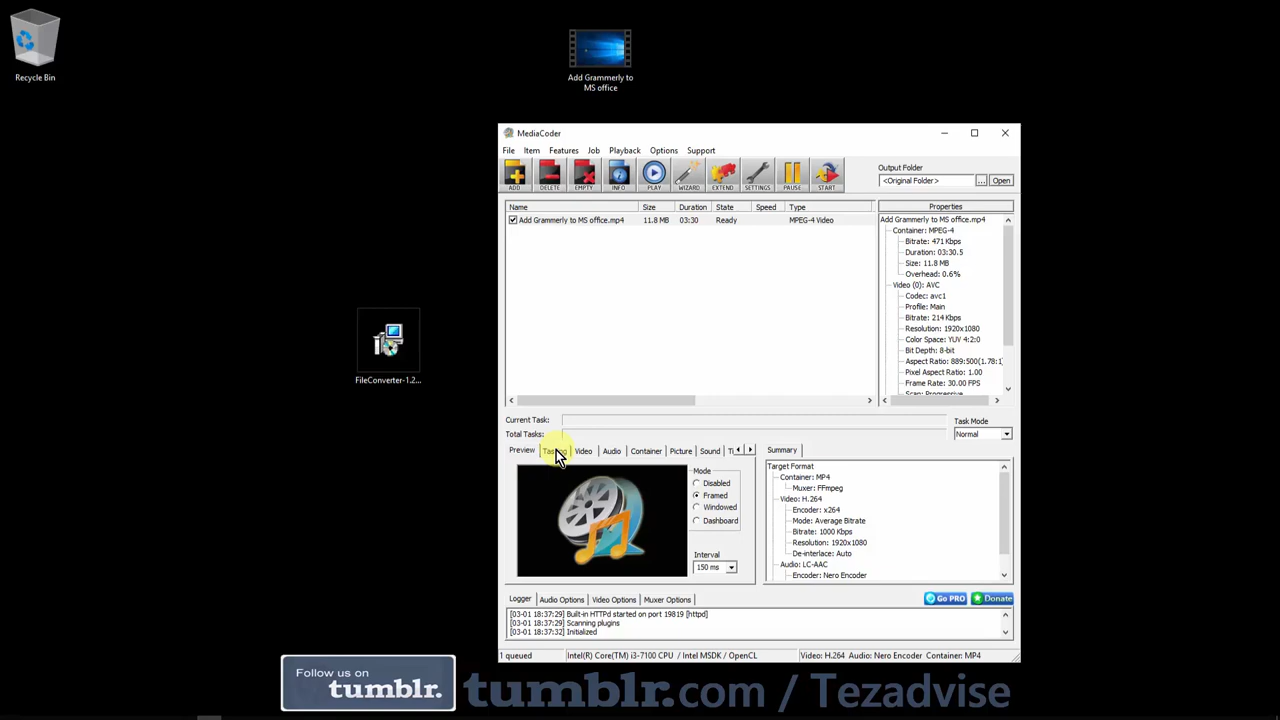 Recycle Bin
Add Grammerly to
MS office
FileConverter-1.2...
MediaCoder
File Item Features Job Playback Options Support
ADD DELETE EMPTY INFO PLAY WIZARD EXTEND SETTINGS PAUSE START
Output Folder
<Original Folder> ... Open
Name Size Duration State Speed Type
Add Grammerly to MS office.mp4 11.8 MB 03:30 Ready MPEG-4 Video
Properties
Add Grammerly to MS office.mp4
Container: MPEG-4
Bitrate: 471 Kbps
Duration: 03:30.5
Size: 11.8 MB
Overhead: 0.6%
Video (0): AVC
Codec: avc1
Profile: Main
Bitrate: 214 Kbps
Resolution: 1920x1080
Color Space: YUV 4:2:0
Bit Depth: 8-bit
Aspect Ratio: 889:500(1.78:1)
Pixel Aspect Ratio: 1.00
Frame Rate: 30.00 FPS
Scan: Progressive
Current Task:
Total Tasks:
Task Mode
Normal
Preview Video Audio Container Picture Sound
Mode
Disabled
Framed
Windowed
Dashboard
Interval
150 ms
Summary
Target Format
Container: MP4
Muxer: FFmpeg
Video: H.264
Encoder: x264
Mode: Average Bitrate
Bitrate: 1000 Kbps
Resolution: 1920x1080
De-interlace: Auto
Audio: LC-AAC
Encoder: Nero Encoder
Logger Audio Options Video Options Muxer Options
Go PRO Donate
[03-01 18:37:29] Built-in HTTPd started on port 19819 [httpd]
[03-01 18:37:29] Scanning plugins
[03-01 18:37:32] Initialized
1 queued Intel(R) Core(TM) i3-7100 CPU / Intel MSDK / OpenCL Video: H.264 Audio: Nero Encoder Container: MP4
Follow us on
tumblr.
tumblr.com / Tezadvise